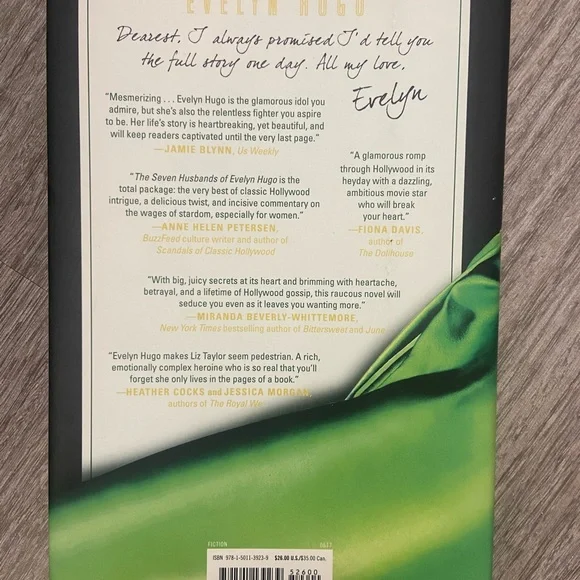 EVELYN HUGO
Dearest, I always promised I'd tell you
the full story one day. All my love,
Evelyn
"Mesmerizing . . . Evelyn Hugo is the glamorous idol you
admire, but she's also the relentless fighter you aspire
to be. Her life's story is heartbreaking, yet beautiful, and
will keep readers captivated until the very last page."
—JAMIE BLYNN, Us Weekly
"The Seven Husbands of Evelyn Hugo is the
total package: the very best of classic Hollywood
intrigue, a delicious twist, and incisive commentary on
the wages of stardom, especially for women."
—ANNE HELEN PETERSEN,
BuzzFeed culture writer and author of
Scandals of Classic Hollywood
"A glamorous romp
through Hollywood in its
heyday with a dazzling,
ambitious movie star
who will break
your heart."
—FIONA DAVIS,
author of
The Dollhouse
"With big, juicy secrets at its heart and brimming with heartache,
betrayal, and a lifetime of Hollywood gossip, this raucous novel will
seduce you even as it leaves you wanting more."
—MIRANDA BEVERLY-WHITTEMORE,
New York Times bestselling author of Bittersweet and June
"Evelyn Hugo makes Liz Taylor seem pedestrian. A rich,
emotionally complex heroine who is so real that you'll
forget she only lives in the pages of a book."
—HEATHER COCKS and JESSICA MORGAN,
authors of The Royal We
FICTION 0617
ISBN 978-1-5011-3923-9 $26.00 U.S./$35.00 Can.
52600